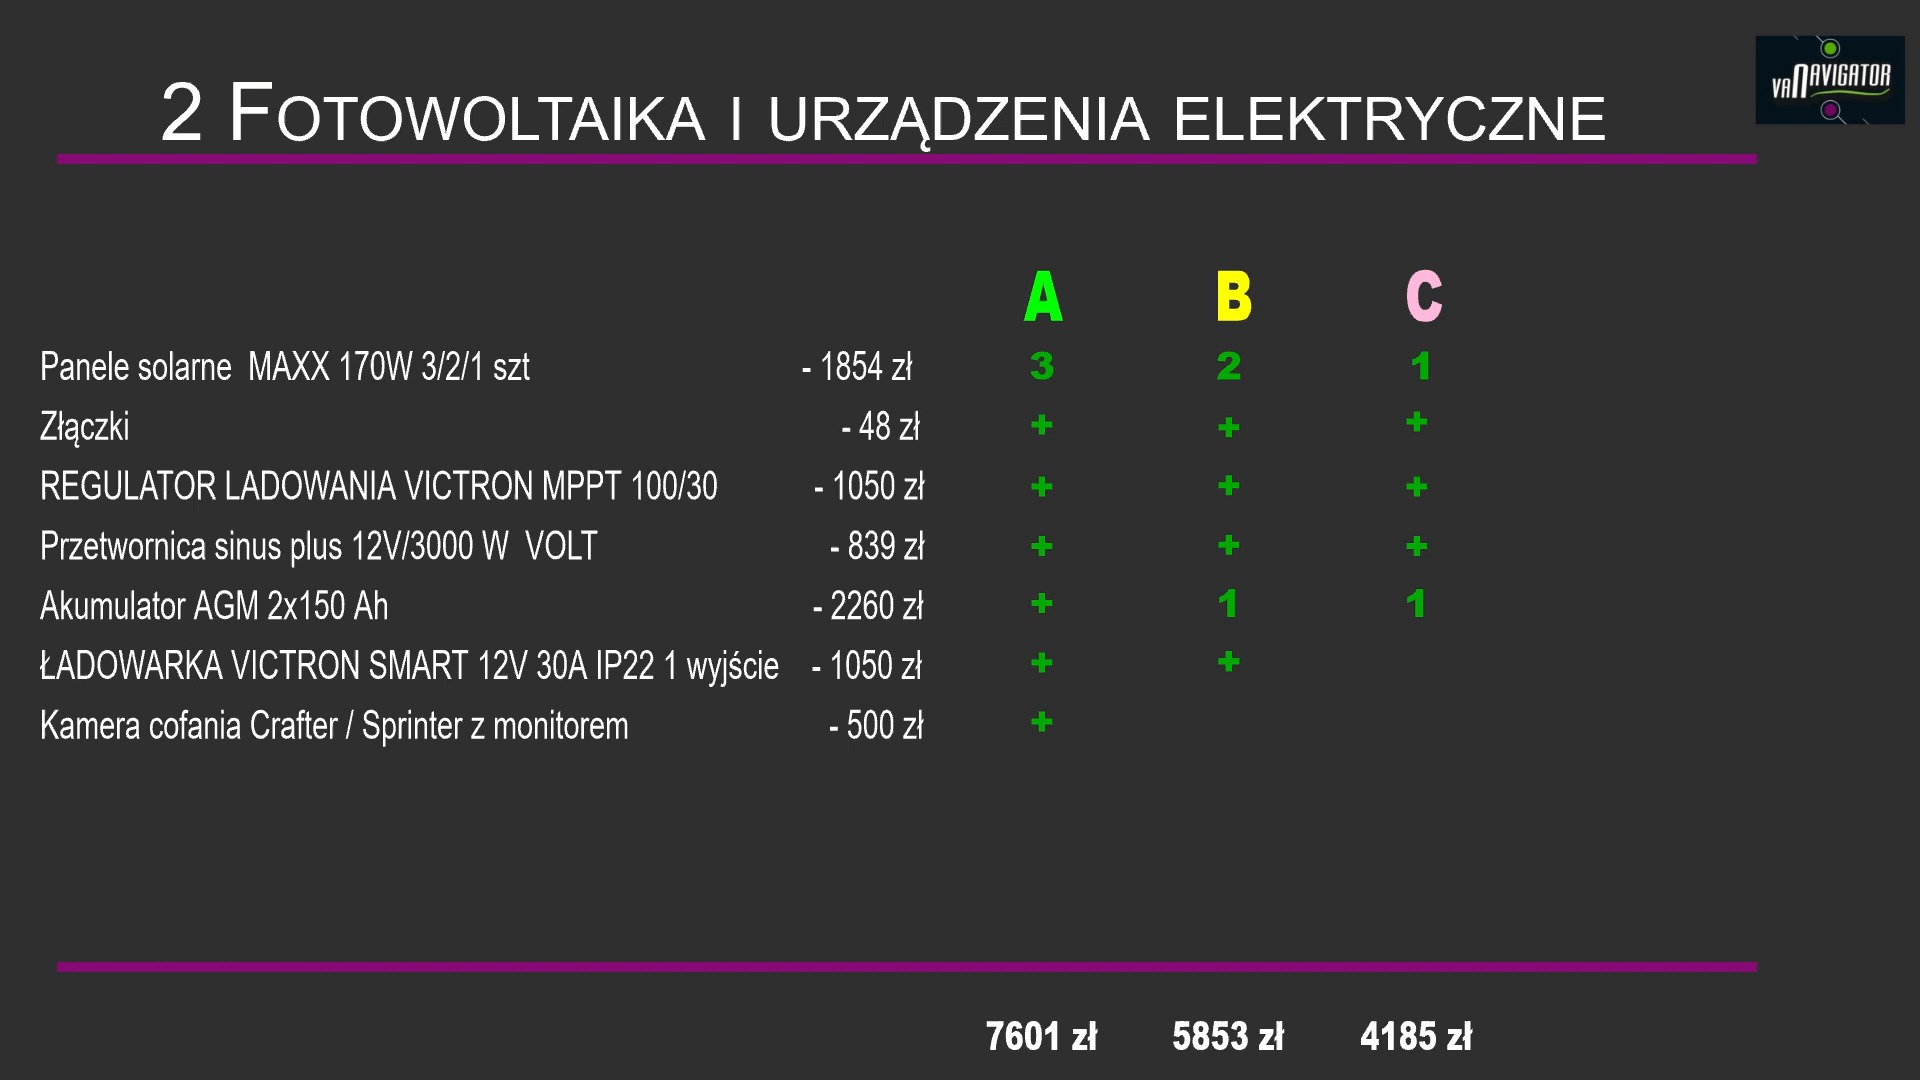 VANAVIGATOR
2 Fotowoltaika i urządzenia elektryczne
A B C
Panele solarne MAXX 170W 3/2/1 szt - 1854 zł 3 2 1
Złączki - 48 zł + + +
REGULATOR LADOWANIA VICTRON MPPT 100/30 - 1050 zł + + +
Przetwornica sinus plus 12V/3000 W VOLT - 839 zł + + +
Akumulator AGM 2x150 Ah - 2260 zł + 1 1
ŁADOWARKA VICTRON SMART 12V 30A IP22 1 wyjście - 1050 zł + +
Kamera cofania Crafter / Sprinter z monitorem - 500 zł +
7601 zł 5853 zł 4185 zł